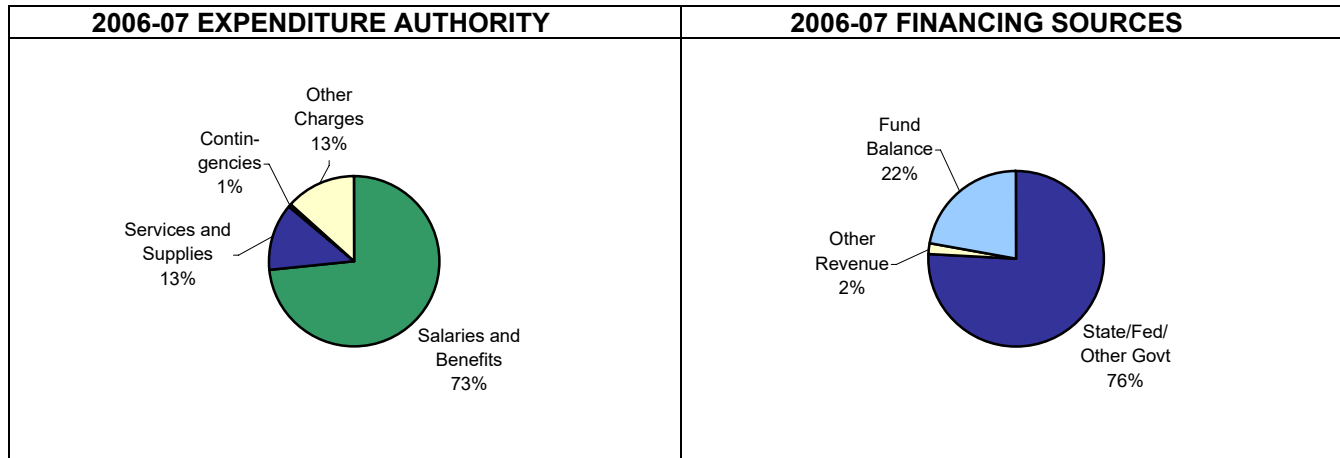 2006-07 EXPENDITURE AUTHORITY
Other
Charges
13%
Contin-
gencies
1%
Services and
Supplies
13%
Salaries and
Benefits
73%
2006-07 FINANCING SOURCES
Fund
Balance
22%
Other
Revenue
2%
State/Fed/
Other Govt
76%